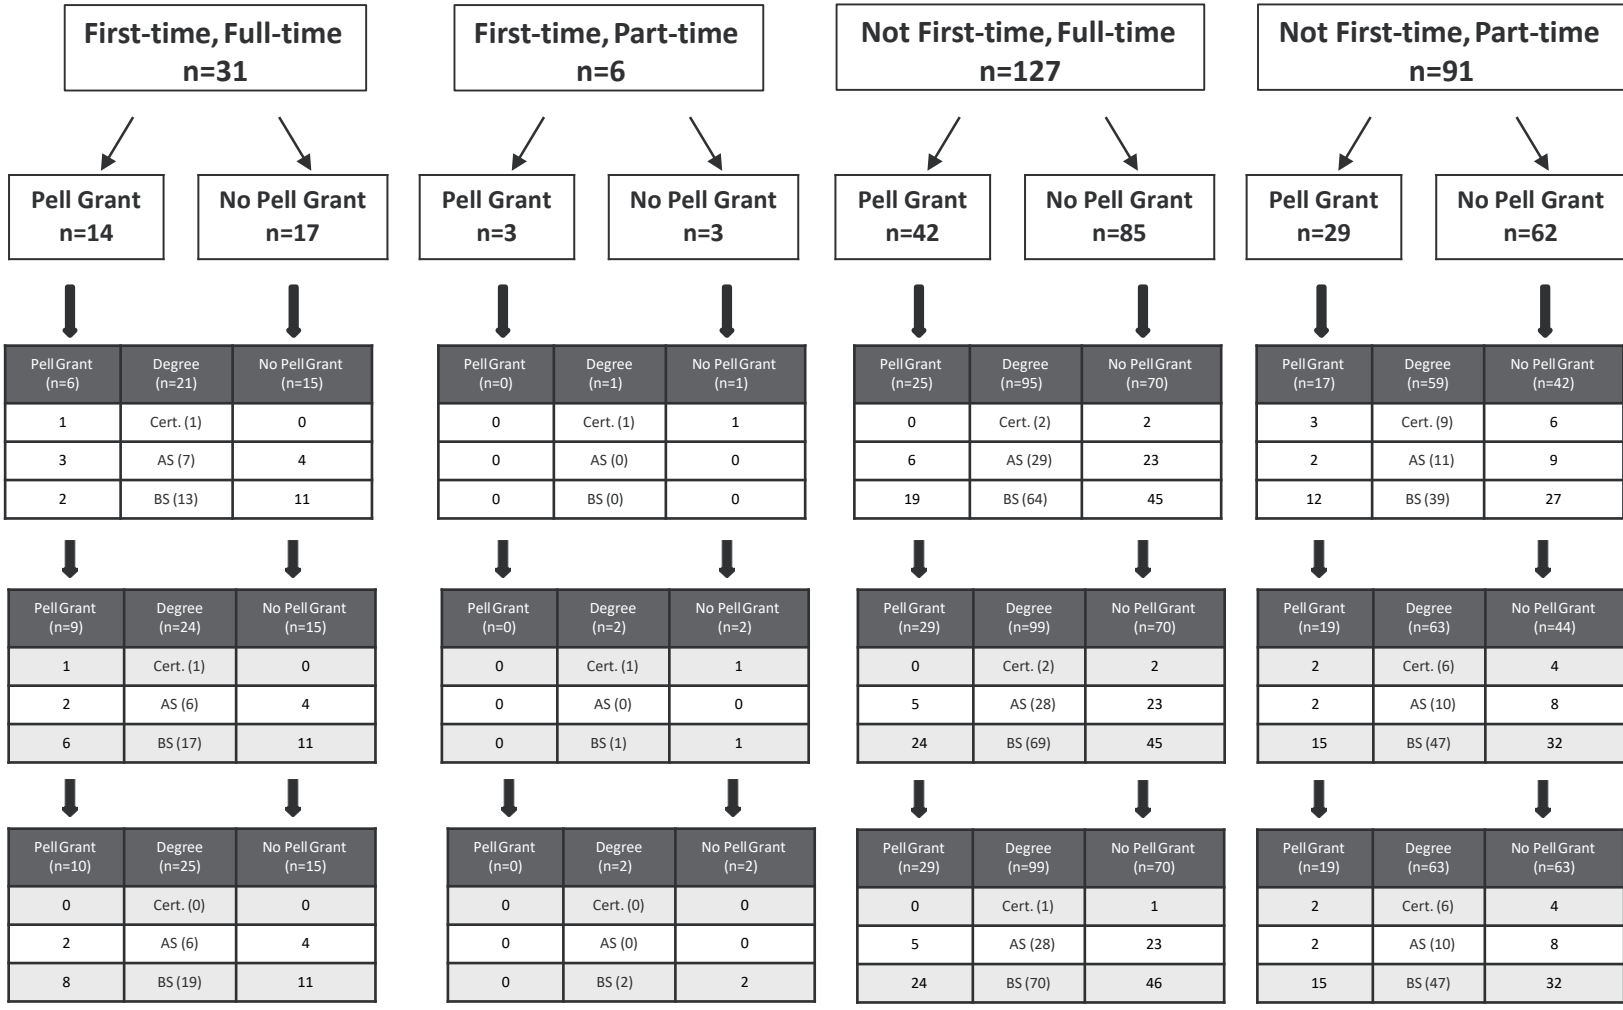 First-time, Full-time
n=31
First-time, Part-time
n=6
Not First-time, Full-time
n=127
Not First-time, Part-time
n=91
Pell Grant
n=14
No Pell Grant
n=17
Pell Grant
n=3
No Pell Grant
n=3
Pell Grant
n=42
No Pell Grant
n=85
Pell Grant
n=29
No Pell Grant
n=62
Pell Grant Degree No Pell Grant
(n=6) (n=21) (n=15)
1 Cert. (1) 0
3 AS (7) 4
2 BS (13) 11
Pell Grant Degree No Pell Grant
(n=0) (n=1) (n=1)
0 Cert. (1) 1
0 AS (0) 0
0 BS (0) 0
Pell Grant Degree No Pell Grant
(n=25) (n=95) (n=70)
0 Cert. (2) 2
6 AS (29) 23
19 BS (64) 45
Pell Grant Degree No Pell Grant
(n=17) (n=59) (n=42)
3 Cert. (9) 6
2 AS (11) 9
12 BS (39) 27
Pell Grant Degree No Pell Grant
(n=9) (n=24) (n=15)
1 Cert. (1) 0
2 AS (6) 4
6 BS (17) 11
Pell Grant Degree No Pell Grant
(n=0) (n=2) (n=2)
0 Cert. (1) 1
0 AS (0) 0
0 BS (1) 1
Pell Grant Degree No Pell Grant
(n=29) (n=99) (n=70)
0 Cert. (2) 2
5 AS (28) 23
24 BS (69) 45
Pell Grant Degree No Pell Grant
(n=19) (n=63) (n=44)
2 Cert. (6) 4
2 AS (10) 8
15 BS (47) 32
Pell Grant Degree No Pell Grant
(n=10) (n=25) (n=15)
0 Cert. (0) 0
2 AS (6) 4
8 BS (19) 11
Pell Grant Degree No Pell Grant
(n=0) (n=2) (n=2)
0 Cert. (0) 0
0 AS (0) 0
0 BS (2) 2
Pell Grant Degree No Pell Grant
(n=29) (n=99) (n=70)
0 Cert. (1) 1
5 AS (28) 23
24 BS (70) 46
Pell Grant Degree No Pell Grant
(n=19) (n=63) (n=63)
2 Cert. (6) 4
2 AS (10) 8
15 BS (47) 32